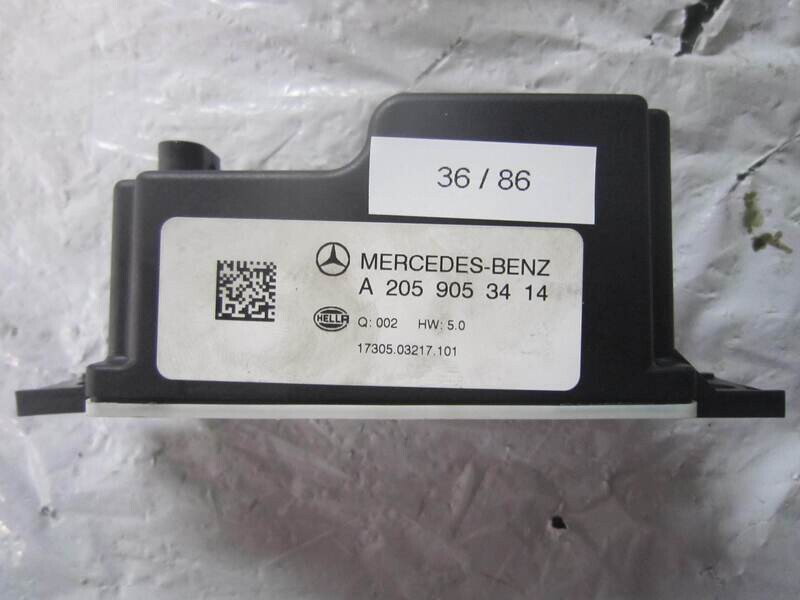 36 / 86
MERCEDES-BENZ
A 205 905 34 14
HELLA Q: 002 HW: 5.0
17305.03217.101